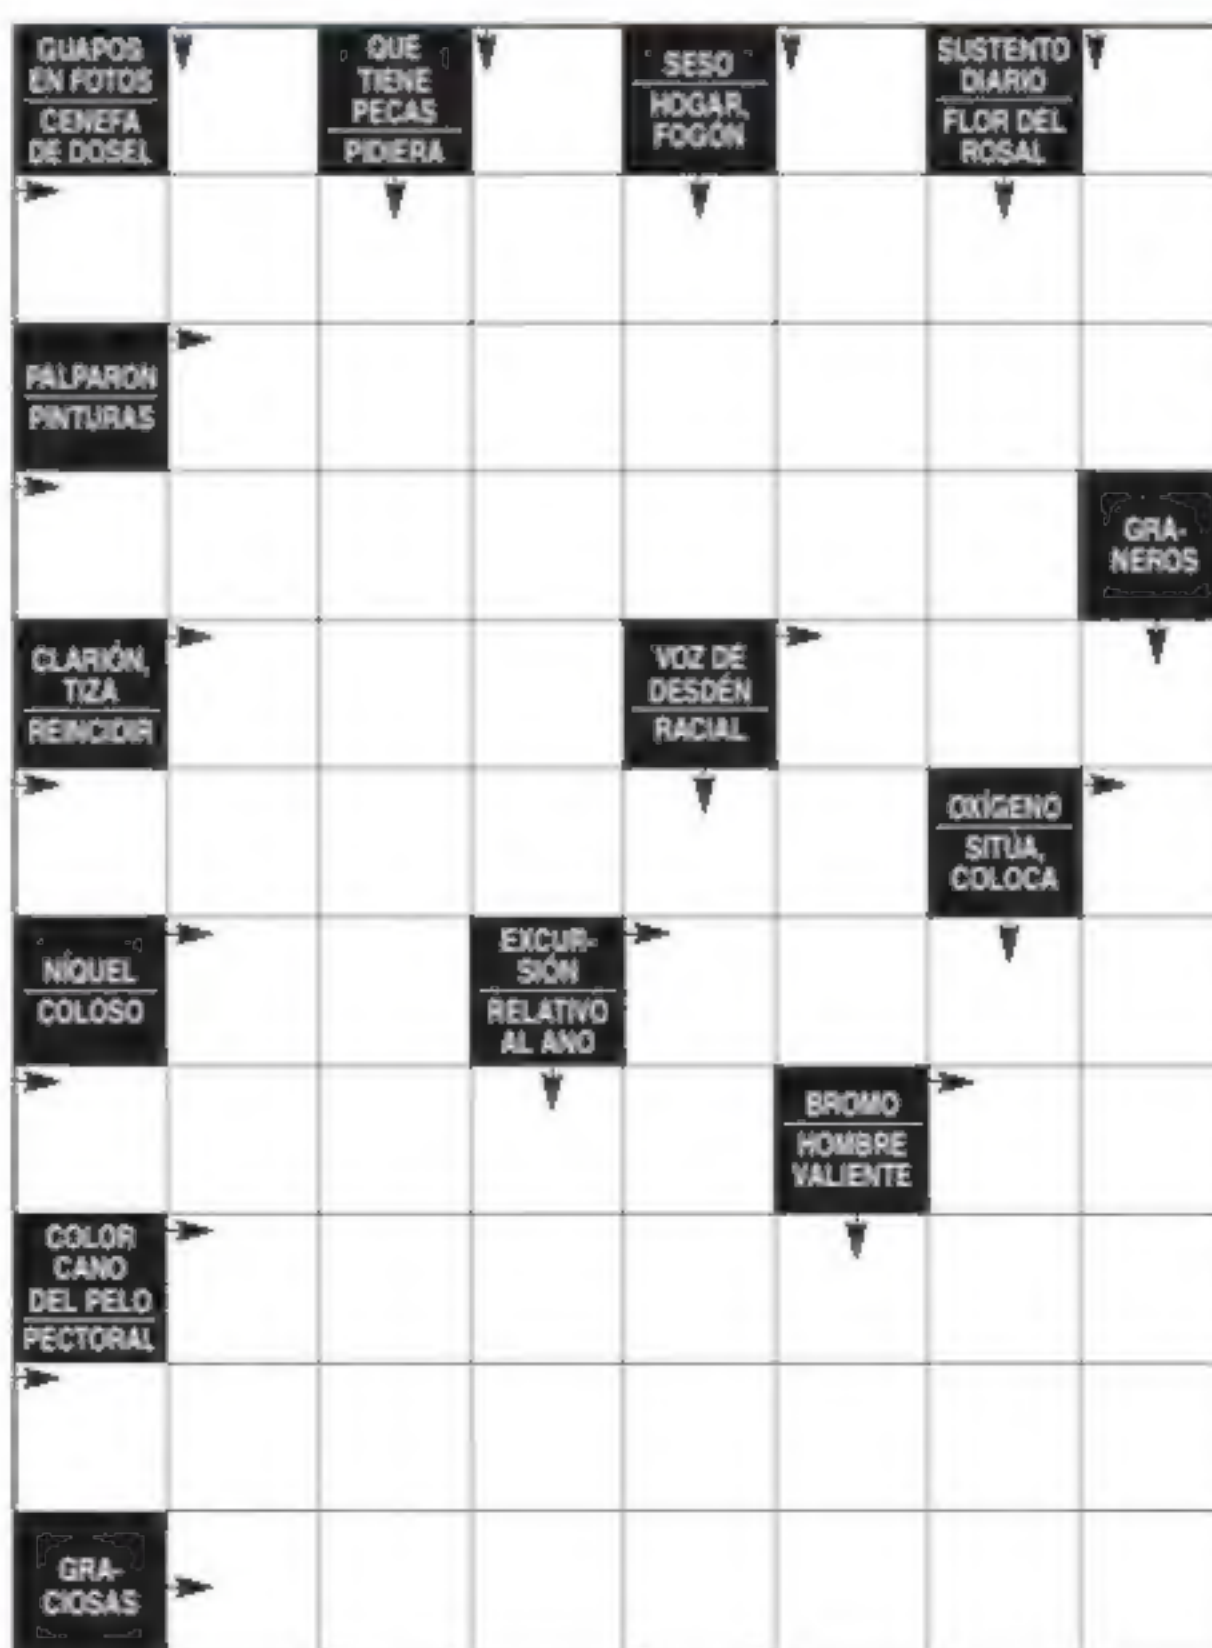 GUAPOS
EN FOTOS
CENEFA
DE DOSEL
QUE
TIENE
PECAS
PIDIERA
SESO
HOGAR,
FOGÓN
SUSTENTO
DIARIO
FLOR DEL
ROSAL
PALPARON
PINTURAS
GRA-
NEROS
CLARIÓN,
TIZA
REINCIDIR
VOZ DE
DESDÉN
RACIAL
OXÍGENO
SITÚA,
COLOCA
NÍQUEL
COLOSO
EXCUR-
SIÓN
RELATIVO
AL ANO
BROMO
HOMBRE
VALIENTE
COLOR
CANO
DEL PELO
PECTORAL
GRA-
CIOSAS